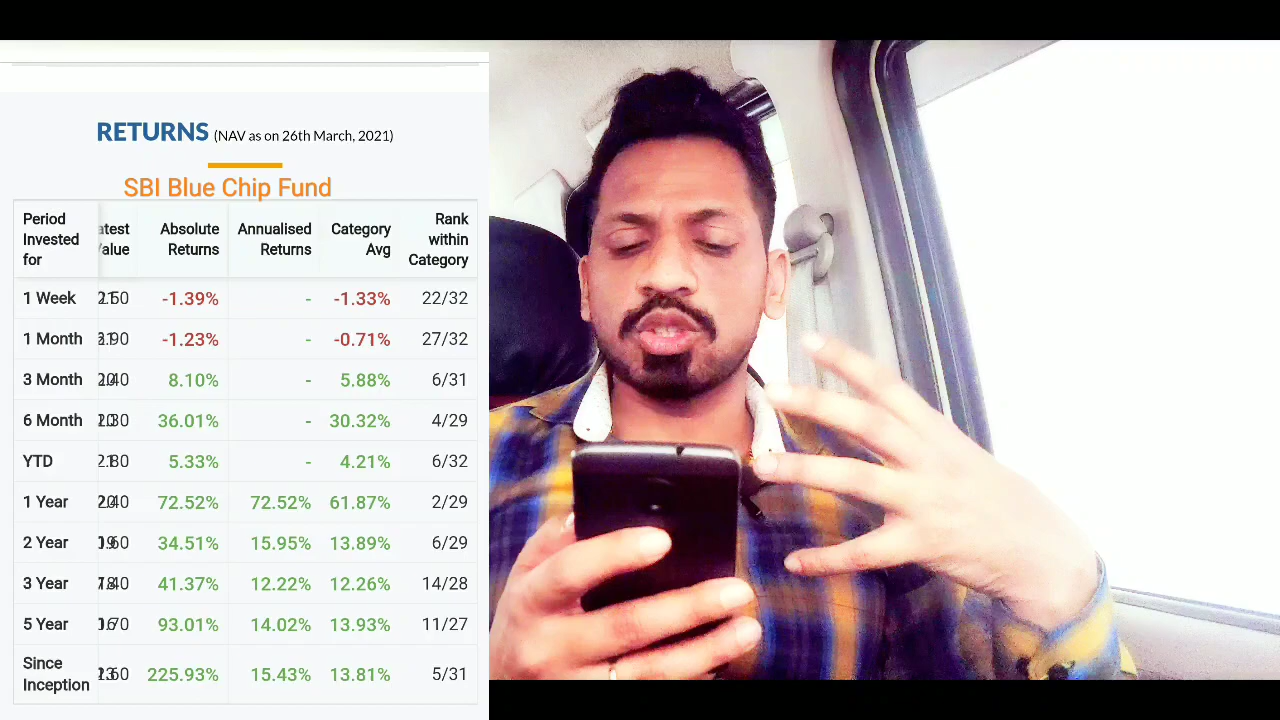 RETURNS (NAV as on 26th March, 2021)
SBI Blue Chip Fund
Period Invested for Absolute Returns Annualised Returns Category Avg Rank within Category
1 Week -1.39% - -1.33% 22/32
1 Month -1.23% - -0.71% 27/32
3 Month 8.10% - 5.88% 6/31
6 Month 36.01% - 30.32% 4/29
YTD 5.33% - 4.21% 6/32
1 Year 72.52% 72.52% 61.87% 2/29
2 Year 34.51% 15.95% 13.89% 6/29
3 Year 41.37% 12.22% 12.26% 14/28
5 Year 93.01% 14.02% 13.93% 11/27
Since Inception 225.93% 15.43% 13.81% 5/31